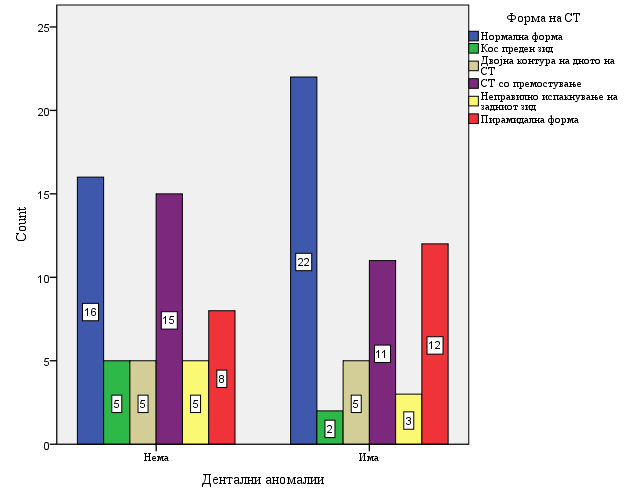 Форма на СТ
Нормална форма
Кос преден зид
Двојна контура на дното на
СТ
СТ со премостување
Неправилно испакнување на
задниот зид
Пирамидална форма
Count
25
20
15
10
5
0
16
5
5
15
5
8
22
2
5
11
3
12
Нема
Има
Дентални аномалии